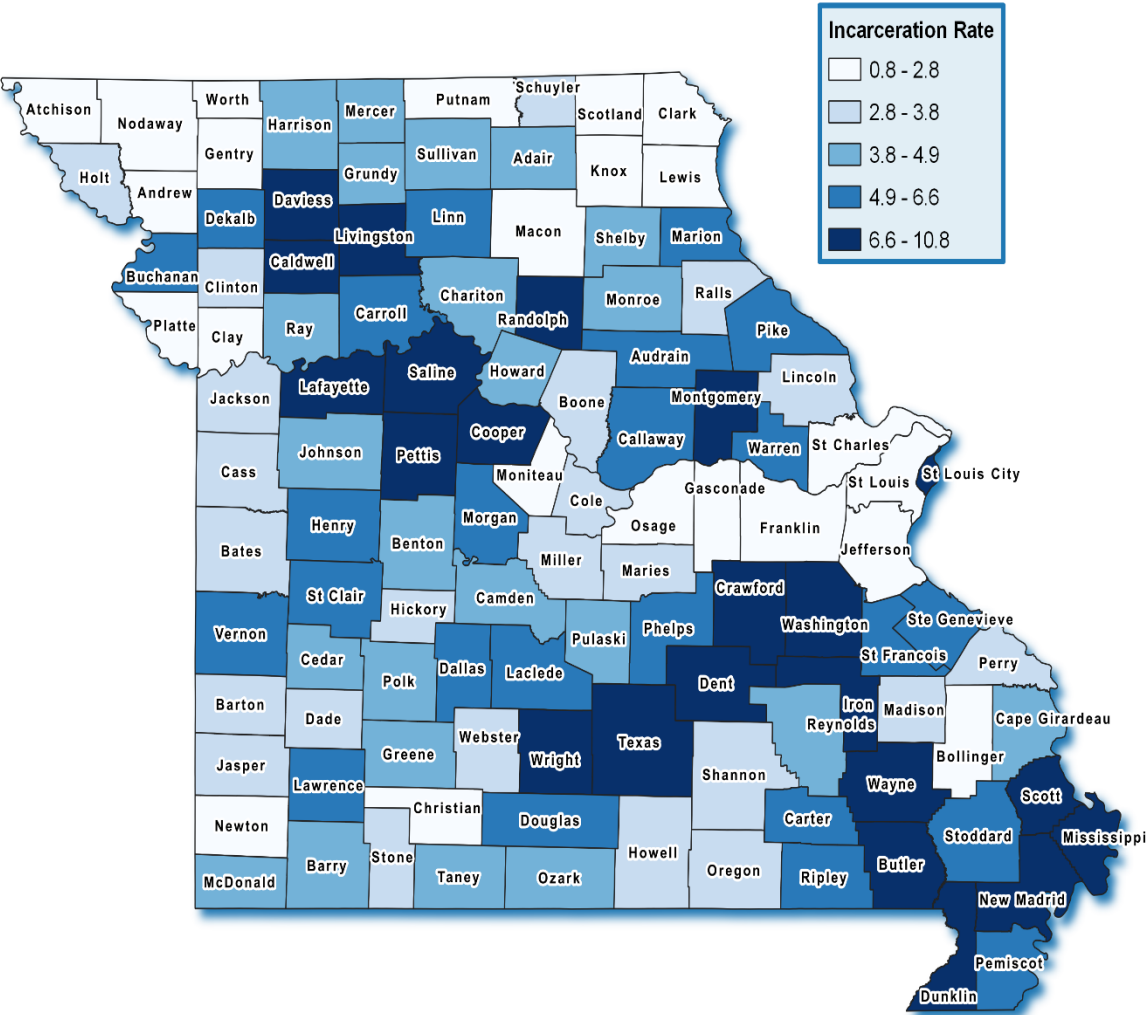 Incarceration Rate
0.8 - 2.8
2.8 - 3.8
3.8 - 4.9
4.9 - 6.6
6.6 - 10.8
Atchison
Nodaway
Worth
Harrison
Mercer
Putnam
Schuyler
Scotland
Clark
Gentry
Sullivan
Adair
Knox
Lewis
Holt
Andrew
Grundy
Daviess
Dekalb
Livingston
Linn
Macon
Shelby
Marion
Buchanan
Clinton
Caldwell
Chariton
Monroe
Ralls
Platte
Clay
Ray
Carroll
Randolph
Pike
Audrain
Jackson
Lafayette
Saline
Howard
Boone
Montgomery
Lincoln
Cass
Johnson
Pettis
Cooper
Callaway
Warren
St Charles
Moniteau
St Louis
St Louis City
Cole
Gasconade
Henry
Morgan
Osage
Franklin
Bates
Benton
Miller
Maries
Jefferson
St Clair
Hickory
Camden
Crawford
Washington
Ste Genevieve
Vernon
Cedar
Polk
Dallas
Laclede
Pulaski
Phelps
St Francois
Perry
Barton
Dade
Dent
Iron
Reynolds
Madison
Cape Girardeau
Jasper
Greene
Webster
Wright
Texas
Shannon
Bollinger
Lawrence
Wayne
Scott
Newton
Christian
Douglas
Carter
Stoddard
Mississippi
McDonald
Barry
Stone
Taney
Ozark
Howell
Oregon
Ripley
Butler
New Madrid
Pemiscot
Dunklin